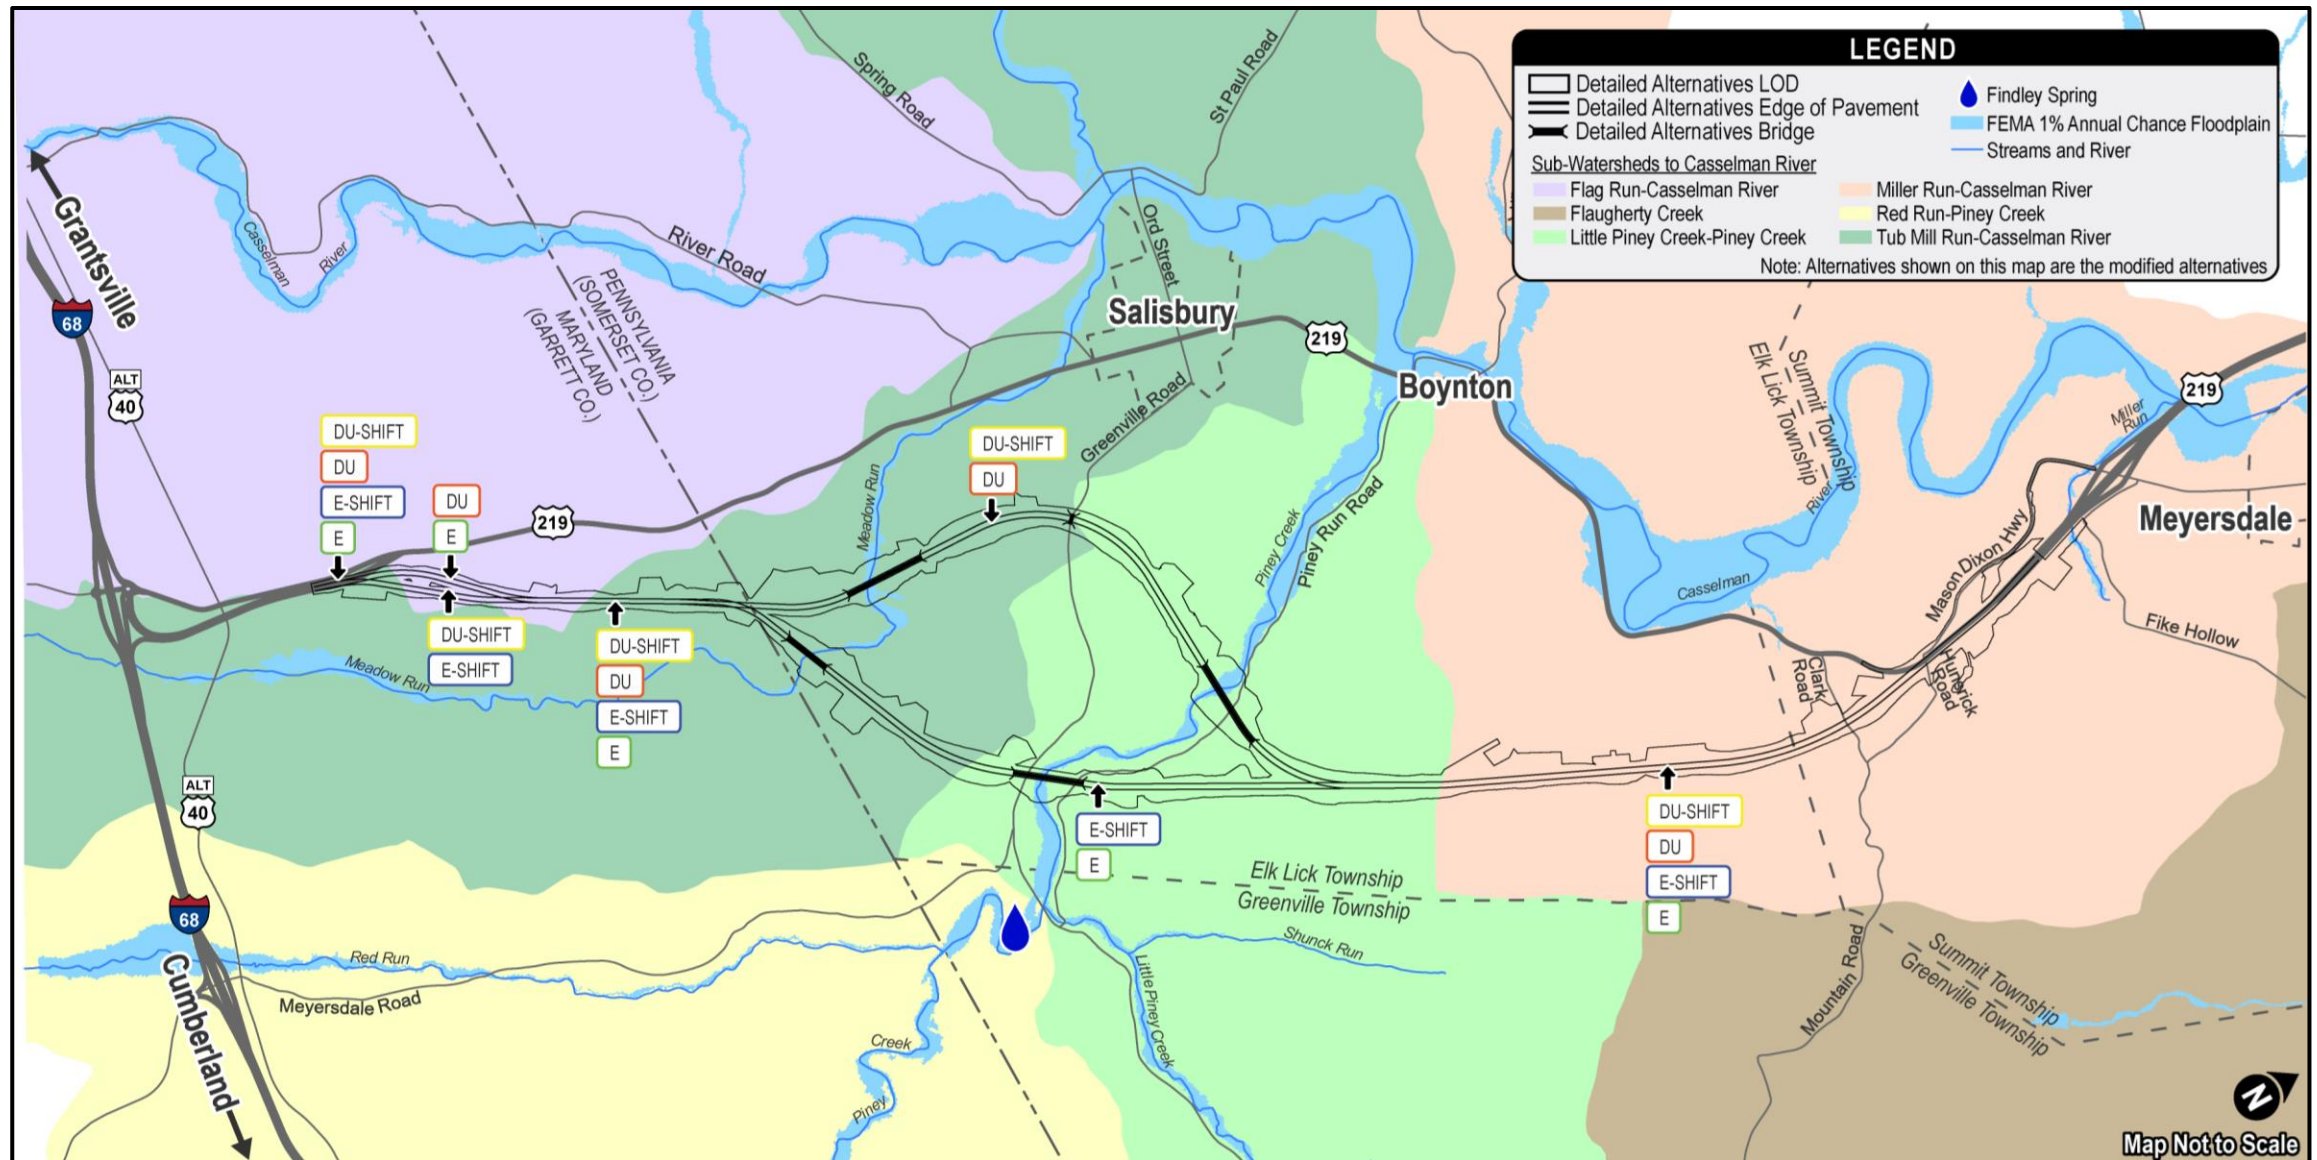 LEGEND
Detailed Alternatives LOD
Detailed Alternatives Edge of Pavement
Detailed Alternatives Bridge
Findley Spring
FEMA 1% Annual Chance Floodplain
Streams and River
Sub-Watersheds to Casselman River
Flag Run-Casselman River
Flaugherty Creek
Little Piney Creek-Piney Creek
Miller Run-Casselman River
Red Run-Piney Creek
Tub Mill Run-Casselman River
Note: Alternatives shown on this map are the modified alternatives
Spring Road
St Paul Road
Grantsville
Casselman
River
River Road
Ord Street
68
PENNSYLVANIA
(SOMERSET CO.)
MARYLAND
(GARRETT CO.)
Salisbury
219
Boynton
Greenville Road
ALT
40
Elk Lick Township
Summit Township
Miller
Run
219
Meyersdale
DU-SHIFT
DU
E-SHIFT
E
DU
E
219
Meadow Run
DU-SHIFT
DU
Piney Creek
Piney Run Road
River
Casselman
Mason Dixon Hwy
Fike Hollow
DU-SHIFT
E-SHIFT
Meadow Run
DU-SHIFT
DU
E-SHIFT
E
Clark
Road
Hunsrick
Road
ALT
40
E-SHIFT
E
DU-SHIFT
DU
E-SHIFT
E
Elk Lick Township
Greenville Township
68
Red Run
Meyersdale Road
Cumberland
Shunck Run
Little Piney Creek
Creek
Piney
Mountain Road
Summit Township
Greenville Township
N
Map Not to Scale